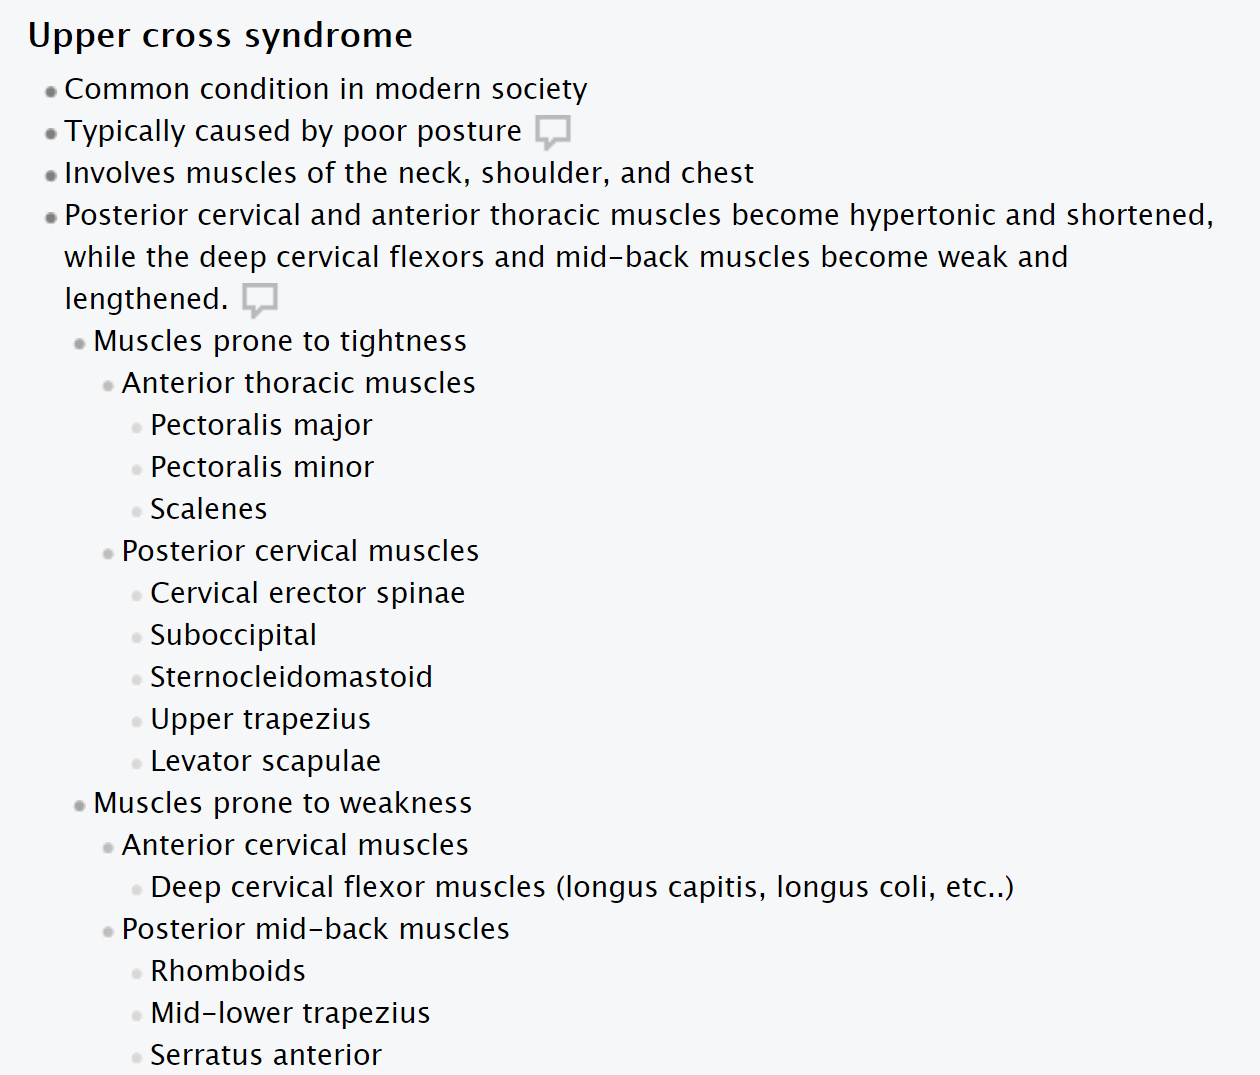 Upper cross syndrome
Common condition in modern society
Typically caused by poor posture
Involves muscles of the neck, shoulder, and chest
Posterior cervical and anterior thoracic muscles become hypertonic and shortened,
while the deep cervical flexors and mid-back muscles become weak and
lengthened.
Muscles prone to tightness
Anterior thoracic muscles
Pectoralis major
Pectoralis minor
Scalenes
Posterior cervical muscles
Cervical erector spinae
Suboccipital
Sternocleidomastoid
Upper trapezius
Levator scapulae
Muscles prone to weakness
Anterior cervical muscles
Deep cervical flexor muscles (longus capitis, longus coli, etc..)
Posterior mid-back muscles
Rhomboids
Mid-lower trapezius
Serratus anterior